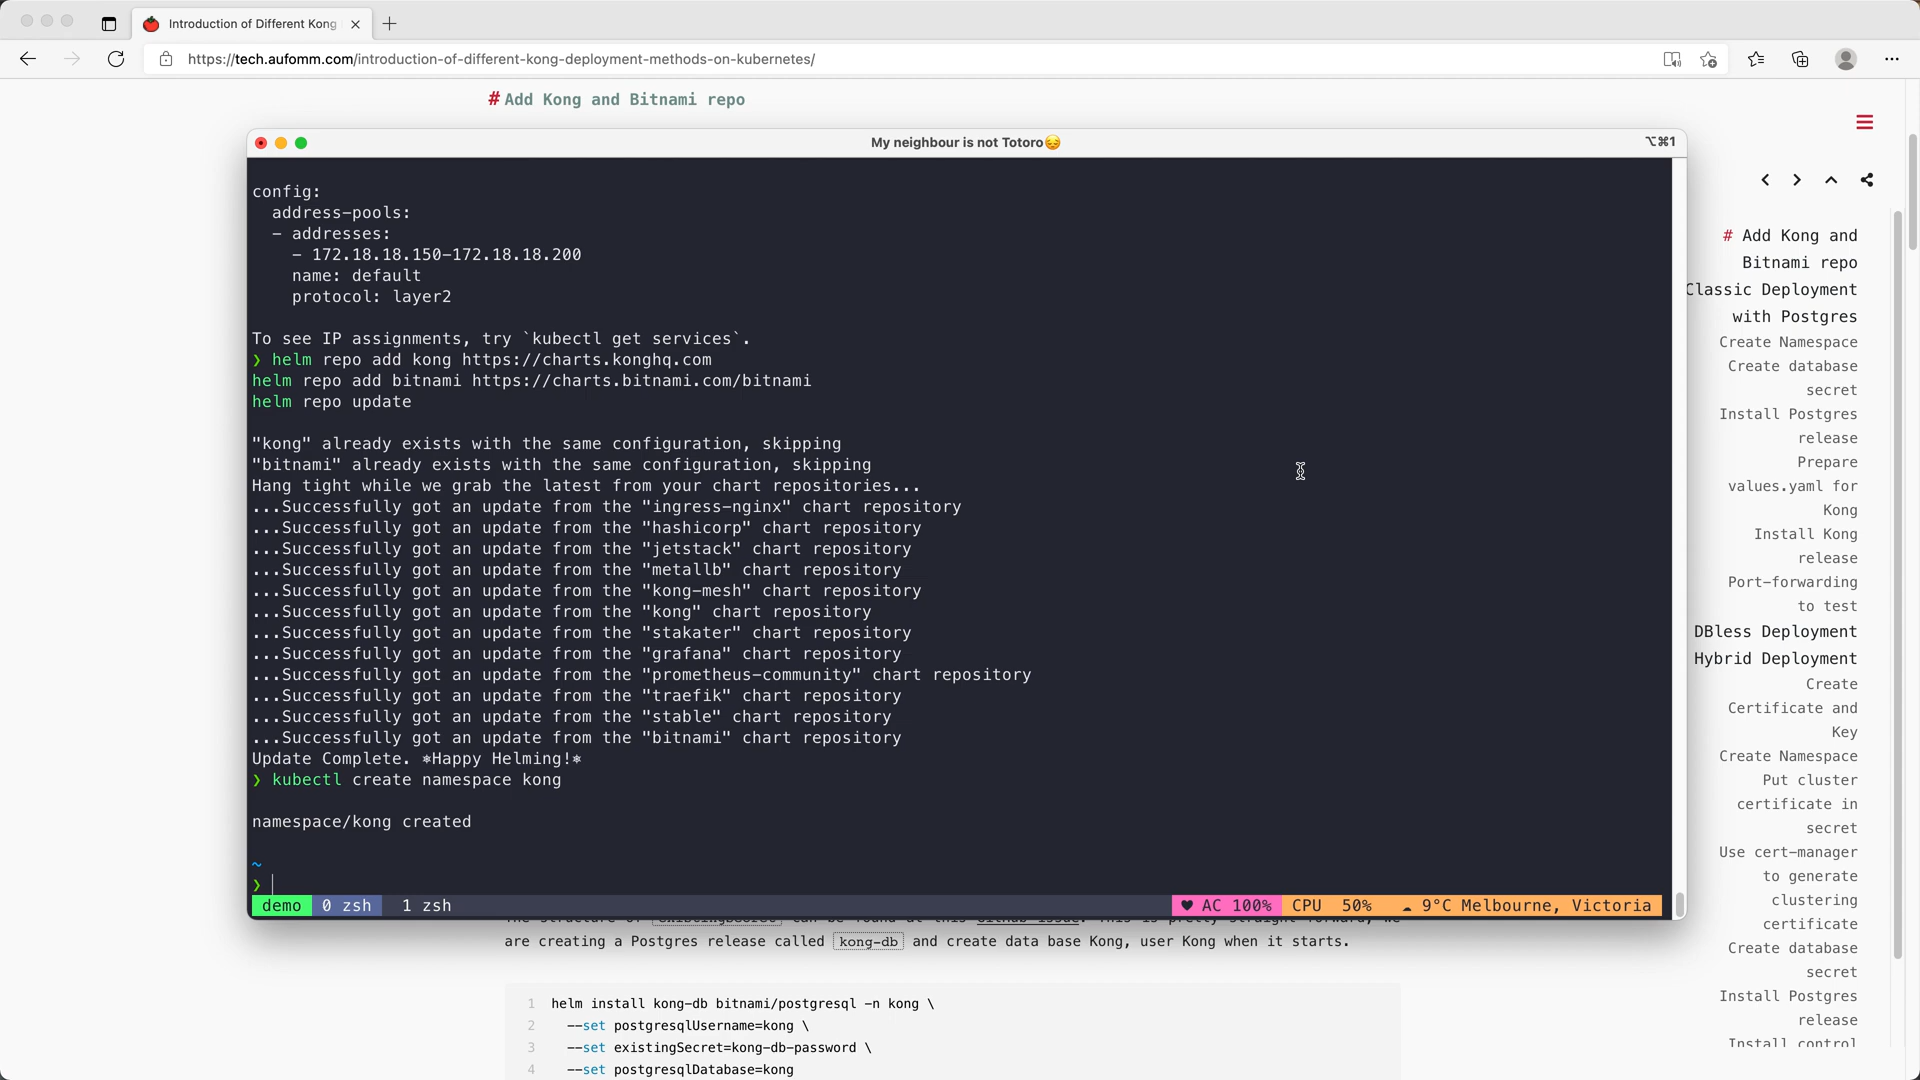 Introduction of Different Kong
https://tech.aufomm.com/introduction-of-different-kong-deployment-methods-on-kubernetes/
# Add Kong and Bitnami repo
My neighbour is not Totoro😔
⌥⌘1
config:
  address-pools:
  - addresses:
    - 172.18.18.150-172.18.18.200
    name: default
    protocol: layer2
To see IP assignments, try `kubectl get services`.
❯ helm repo add kong https://charts.konghq.com
helm repo add bitnami https://charts.bitnami.com/bitnami
helm repo update
"kong" already exists with the same configuration, skipping
"bitnami" already exists with the same configuration, skipping
Hang tight while we grab the latest from your chart repositories...
...Successfully got an update from the "ingress-nginx" chart repository
...Successfully got an update from the "hashicorp" chart repository
...Successfully got an update from the "jetstack" chart repository
...Successfully got an update from the "metallb" chart repository
...Successfully got an update from the "kong-mesh" chart repository
...Successfully got an update from the "kong" chart repository
...Successfully got an update from the "stakater" chart repository
...Successfully got an update from the "grafana" chart repository
...Successfully got an update from the "prometheus-community" chart repository
...Successfully got an update from the "traefik" chart repository
...Successfully got an update from the "stable" chart repository
...Successfully got an update from the "bitnami" chart repository
Update Complete. ⎈Happy Helming!⎈
❯ kubectl create namespace kong
namespace/kong created
~
❯
demo 0 zsh 1 zsh ♥ AC 100% CPU 50% ☁ 9°C Melbourne, Victoria
are creating a Postgres release called kong-db and create data base Kong, user Kong when it starts.
1 helm install kong-db bitnami/postgresql -n kong \
2   --set postgresqlUsername=kong \
3   --set existingSecret=kong-db-password \
4   --set postgresqlDatabase=kong
# Add Kong and
Bitnami repo
Classic Deployment
with Postgres
Create Namespace
Create database
secret
Install Postgres
release
Prepare
values.yaml for
Kong
Install Kong
release
Port-forwarding
to test
DBless Deployment
Hybrid Deployment
Create
Certificate and
Key
Create Namespace
Put cluster
certificate in
secret
Use cert-manager
to generate
clustering
certificate
Create database
secret
Install Postgres
release
Install control